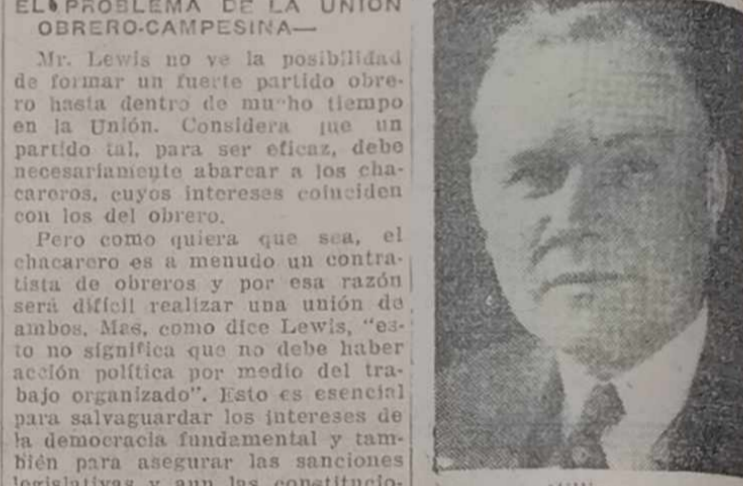 EL PROBLEMA DE LA UNION
OBRERO-CAMPESINA—
Mr. Lewis no ve la posibilidad
de formar un fuerte partido obre-
ro hasta dentro de mucho tiempo
en la Unión. Considera que un
partido tal, para ser eficaz, debe
necesariamente abarcar a los cha-
careros, cuyos intereses coinciden
con los del obrero.
Pero como quiera que sea, el
chacarero es a menudo un contra-
tista de obreros y por esa razón
será difícil realizar una unión de
ambos. Mas, como dice Lewis, "es-
to no significa que no debe haber
acción política por medio del tra-
bajo organizado". Esto es esencial
para salvaguardar los intereses de
la democracia fundamental y tam-
bién para asegurar las sanciones
legislativas y aun las constitucio-